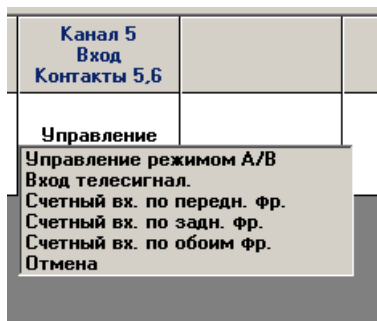 Канал 5
Вход
Контакты 5,6
Управление
Управление режимом А/В
Вход телесигнал.
Счетный вх. по передн. фр.
Счетный вх. по задн. фр.
Счетный вх. по обоим фр.
Отмена